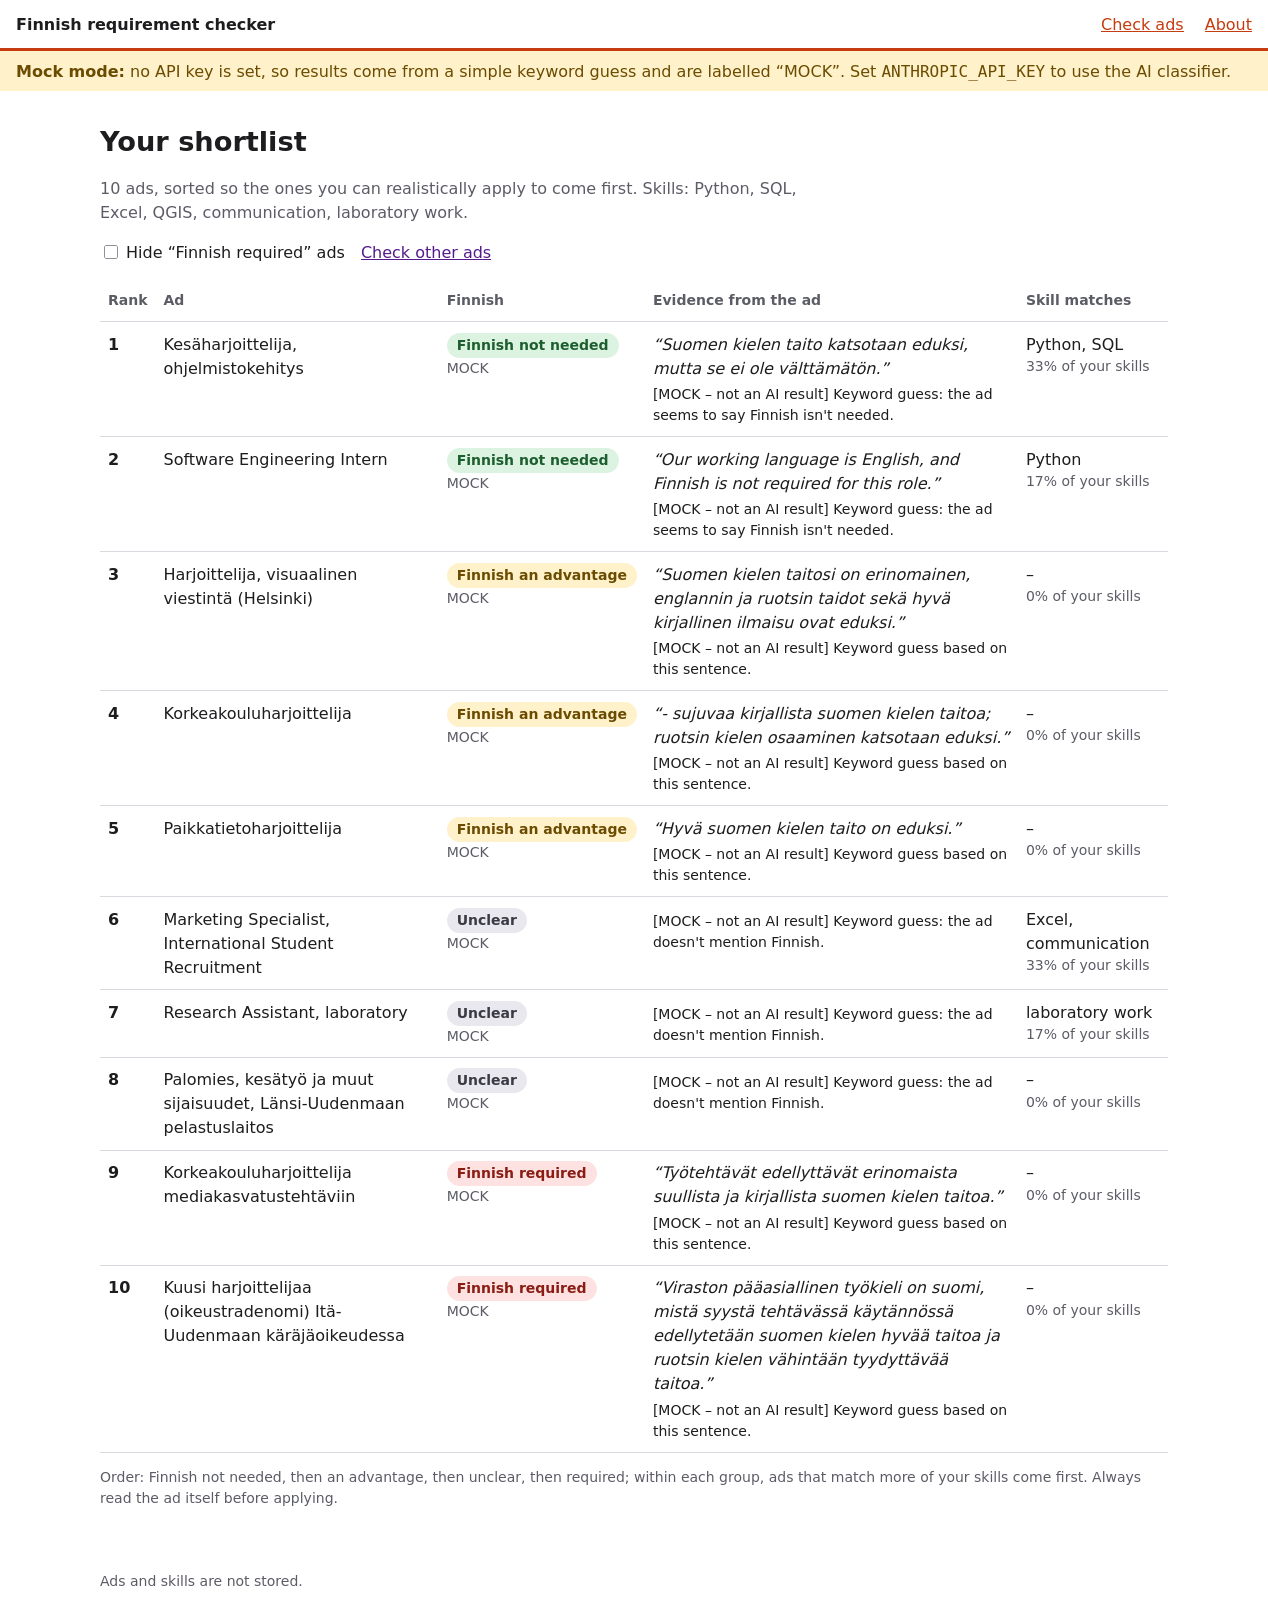 Finnish requirement checker
Check ads
About
Mock mode: no API key is set, so results come from a simple keyword guess and are labelled “MOCK”. Set ANTHROPIC_API_KEY to use the AI classifier.
Your shortlist
10 ads, sorted so the ones you can realistically apply to come first. Skills: Python, SQL,
Excel, QGIS, communication, laboratory work.
Hide “Finnish required” ads
Check other ads
Rank Ad Finnish Evidence from the ad Skill matches
1
Kesäharjoittelija,
ohjelmistokehitys
Finnish not needed
MOCK
“Suomen kielen taito katsotaan eduksi,
mutta se ei ole välttämätön.”
[MOCK – not an AI result] Keyword guess: the ad
seems to say Finnish isn't needed.
Python, SQL
33% of your skills
2
Software Engineering Intern
Finnish not needed
MOCK
“Our working language is English, and
Finnish is not required for this role.”
[MOCK – not an AI result] Keyword guess: the ad
seems to say Finnish isn't needed.
Python
17% of your skills
3
Harjoittelija, visuaalinen
viestintä (Helsinki)
Finnish an advantage
MOCK
“Suomen kielen taitosi on erinomainen,
englannin ja ruotsin taidot sekä hyvä
kirjallinen ilmaisu ovat eduksi.”
[MOCK – not an AI result] Keyword guess based on
this sentence.
–
0% of your skills
4
Korkeakouluharjoittelija
Finnish an advantage
MOCK
“- sujuvaa kirjallista suomen kielen taitoa;
ruotsin kielen osaaminen katsotaan eduksi.”
[MOCK – not an AI result] Keyword guess based on
this sentence.
–
0% of your skills
5
Paikkatietoharjoittelija
Finnish an advantage
MOCK
“Hyvä suomen kielen taito on eduksi.”
[MOCK – not an AI result] Keyword guess based on
this sentence.
–
0% of your skills
6
Marketing Specialist,
International Student
Recruitment
Unclear
MOCK
[MOCK – not an AI result] Keyword guess: the ad
doesn't mention Finnish.
Excel,
communication
33% of your skills
7
Research Assistant, laboratory
Unclear
MOCK
[MOCK – not an AI result] Keyword guess: the ad
doesn't mention Finnish.
laboratory work
17% of your skills
8
Palomies, kesätyö ja muut
sijaisuudet, Länsi-Uudenmaan
pelastuslaitos
Unclear
MOCK
[MOCK – not an AI result] Keyword guess: the ad
doesn't mention Finnish.
–
0% of your skills
9
Korkeakouluharjoittelija
mediakasvatustehtäviin
Finnish required
MOCK
“Työtehtävät edellyttävät erinomaista
suullista ja kirjallista suomen kielen taitoa.”
[MOCK – not an AI result] Keyword guess based on
this sentence.
–
0% of your skills
10
Kuusi harjoittelijaa
(oikeustradenomi) Itä-
Uudenmaan käräjäoikeudessa
Finnish required
MOCK
“Viraston pääasiallinen työkieli on suomi,
mistä syystä tehtävässä käytännössä
edellytetään suomen kielen hyvää taitoa ja
ruotsin kielen vähintään tyydyttävää
taitoa.”
[MOCK – not an AI result] Keyword guess based on
this sentence.
–
0% of your skills
Order: Finnish not needed, then an advantage, then unclear, then required; within each group, ads that match more of your skills come first. Always
read the ad itself before applying.
Ads and skills are not stored.